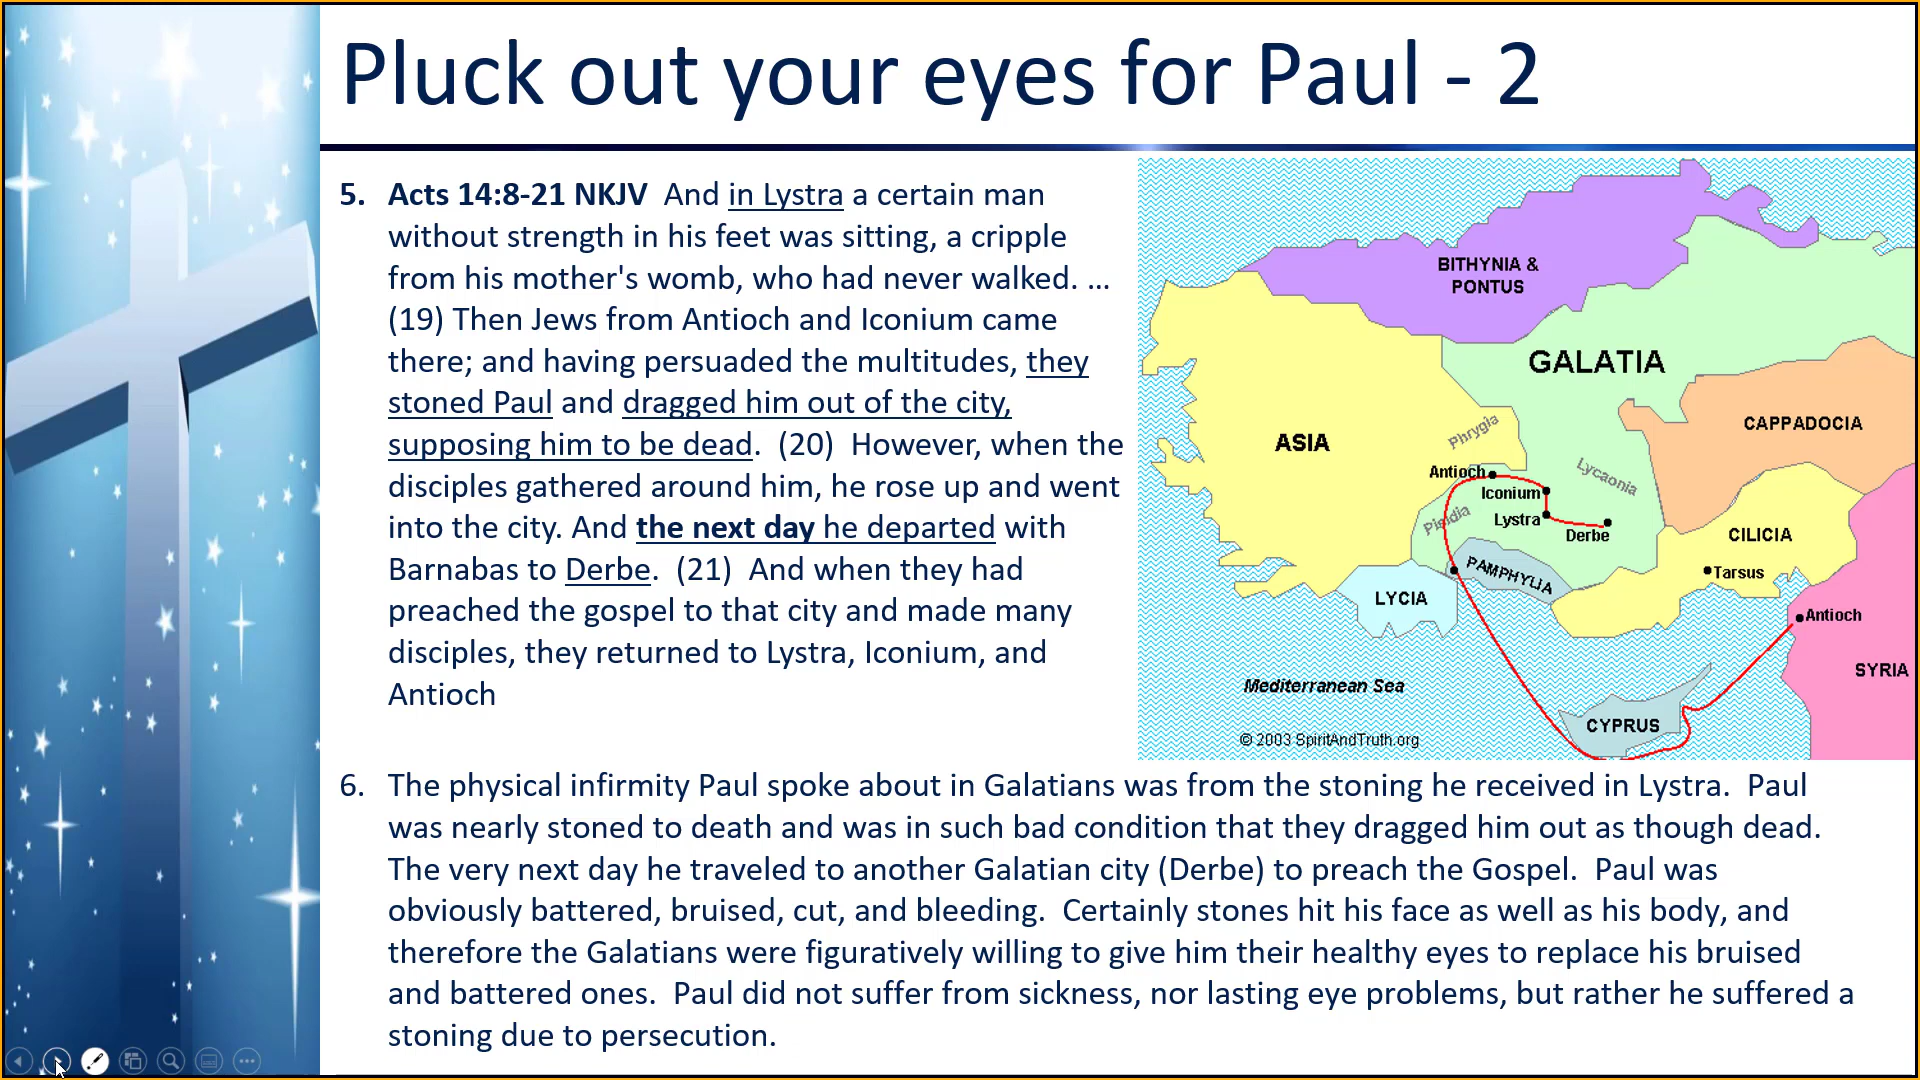 Pluck out your eyes for Paul - 2
5. Acts 14:8-21 NKJV  And in Lystra a certain man
without strength in his feet was sitting, a cripple
from his mother's womb, who had never walked. ...
(19) Then Jews from Antioch and Iconium came
there; and having persuaded the multitudes, they
stoned Paul and dragged him out of the city,
supposing him to be dead.  (20)  However, when the
disciples gathered around him, he rose up and went
into the city. And the next day he departed with
Barnabas to Derbe.  (21)  And when they had
preached the gospel to that city and made many
disciples, they returned to Lystra, Iconium, and
Antioch
BITHYNIA &
PONTUS
GALATIA
CAPPADOCIA
ASIA
Phrygia
Lycaonia
Antioch
Iconium
Lystra
Pisidia
Derbe
CILICIA
PAMPHYLIA
Tarsus
LYCIA
Antioch
SYRIA
Mediterranean Sea
CYPRUS
© 2003 SpiritAndTruth.org
6. The physical infirmity Paul spoke about in Galatians was from the stoning he received in Lystra.  Paul
was nearly stoned to death and was in such bad condition that they dragged him out as though dead.
The very next day he traveled to another Galatian city (Derbe) to preach the Gospel.  Paul was
obviously battered, bruised, cut, and bleeding.  Certainly stones hit his face as well as his body, and
therefore the Galatians were figuratively willing to give him their healthy eyes to replace his bruised
and battered ones.  Paul did not suffer from sickness, nor lasting eye problems, but rather he suffered a
stoning due to persecution.